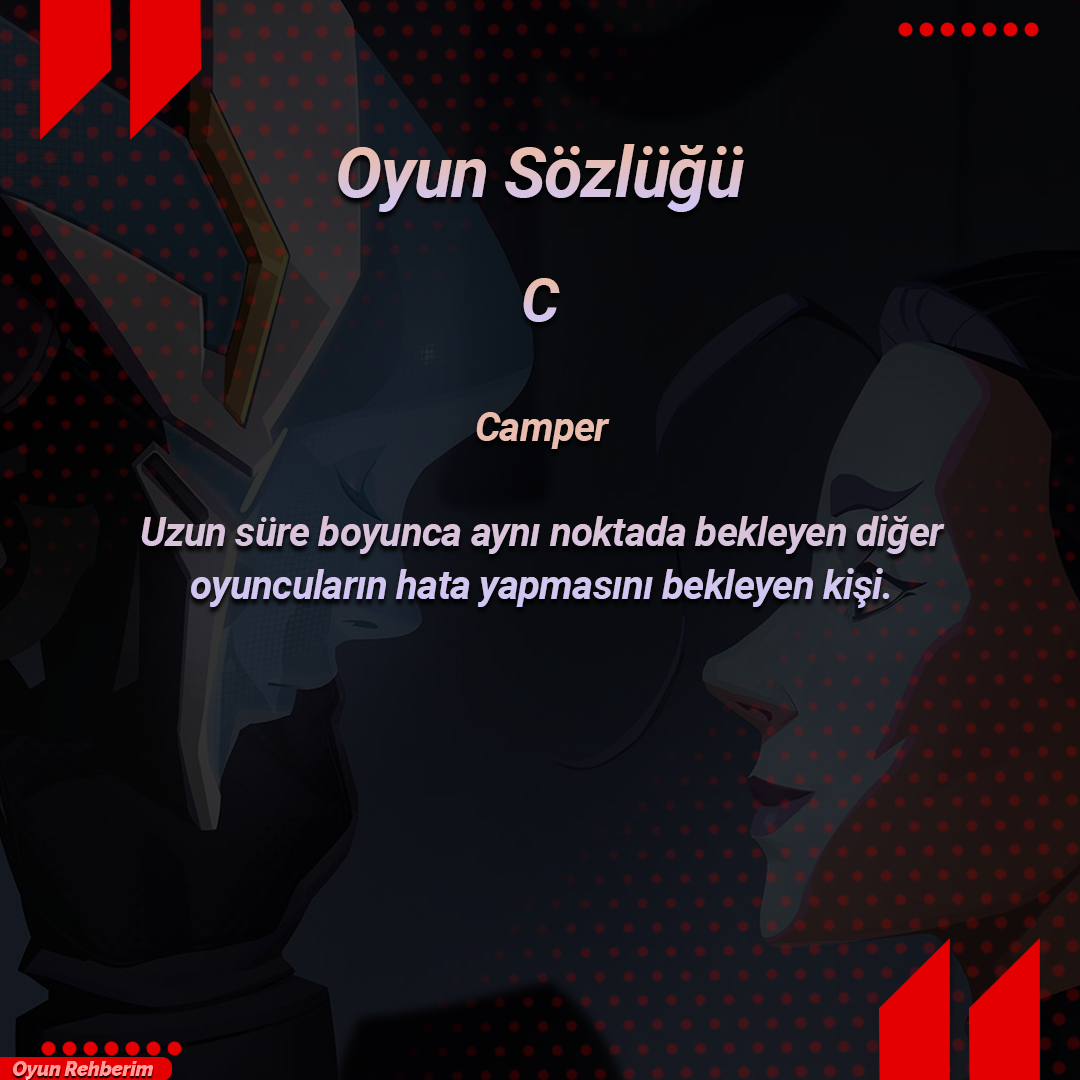 Oyun Sözlüğü
C
Camper
Uzun süre boyunca aynı noktada bekleyen diğer
oyuncuların hata yapmasını bekleyen kişi.
Oyun Rehberim